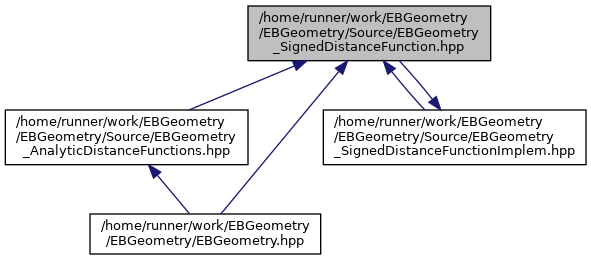 /home/runner/work/EBGeometry
/EBGeometry/Source/EBGeometry
_SignedDistanceFunction.hpp
/home/runner/work/EBGeometry
/EBGeometry/Source/EBGeometry
_AnalyticDistanceFunctions.hpp
/home/runner/work/EBGeometry
/EBGeometry/Source/EBGeometry
_SignedDistanceFunctionImplem.hpp
/home/runner/work/EBGeometry
/EBGeometry/EBGeometry.hpp